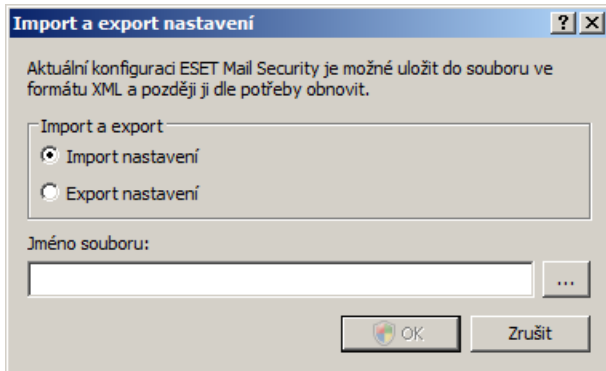 Import a export nastavení
Aktuální konfiguraci ESET Mail Security je možné uložit do souboru ve
formátu XML a později ji dle potřeby obnovit.
Import a export
Import nastavení
Export nastavení
Jméno souboru:
...
OK
Zrušit